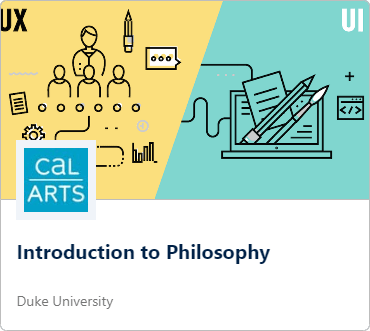 UX
UI
CAL
ARTS
Introduction to Philosophy
Duke University